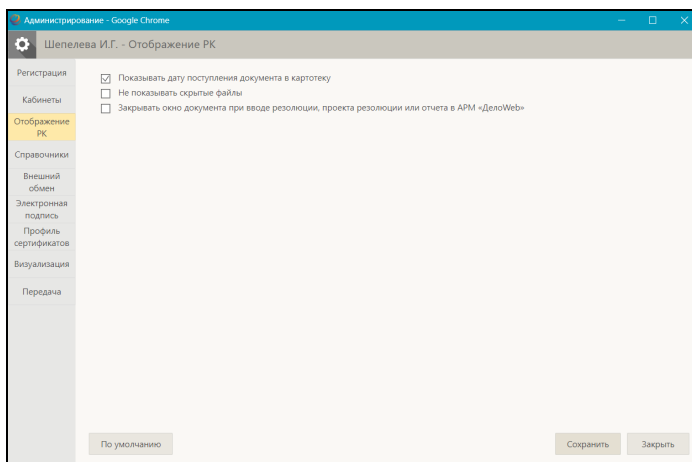 Администрирование - Google Chrome
Шепелева И.Г. - Отображение РК
Регистрация
Кабинеты
Отображение
РК
Справочники
Внешний
обмен
Электронная
подпись
Профиль
сертификатов
Визуализация
Передача
Показывать дату поступления документа в картотеку
Не показывать скрытые файлы
Закрывать окно документа при вводе резолюции, проекта резолюции или отчета в АРМ «ДелоWeb»
По умолчанию
Сохранить
Закрыть